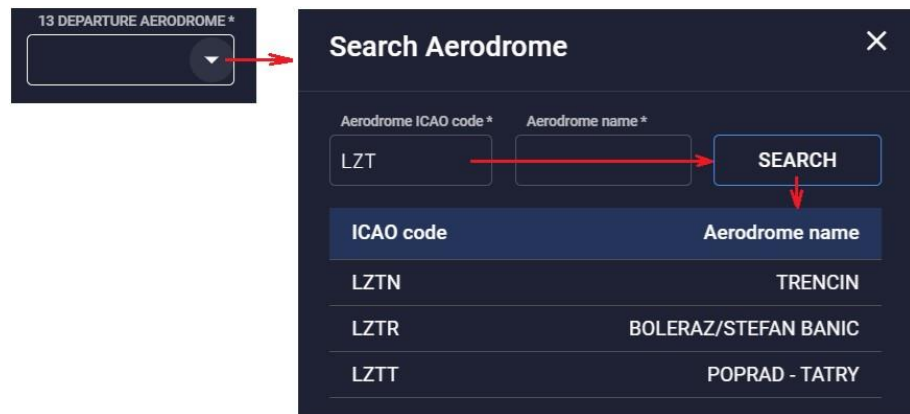 13 DEPARTURE AERODROME *
Search Aerodrome
Aerodrome ICAO code * Aerodrome name *
LZT SEARCH
ICAO code Aerodrome name
LZTN TRENCIN
LZTR BOLERAZ/STEFAN BANIC
LZTT POPRAD - TATRY